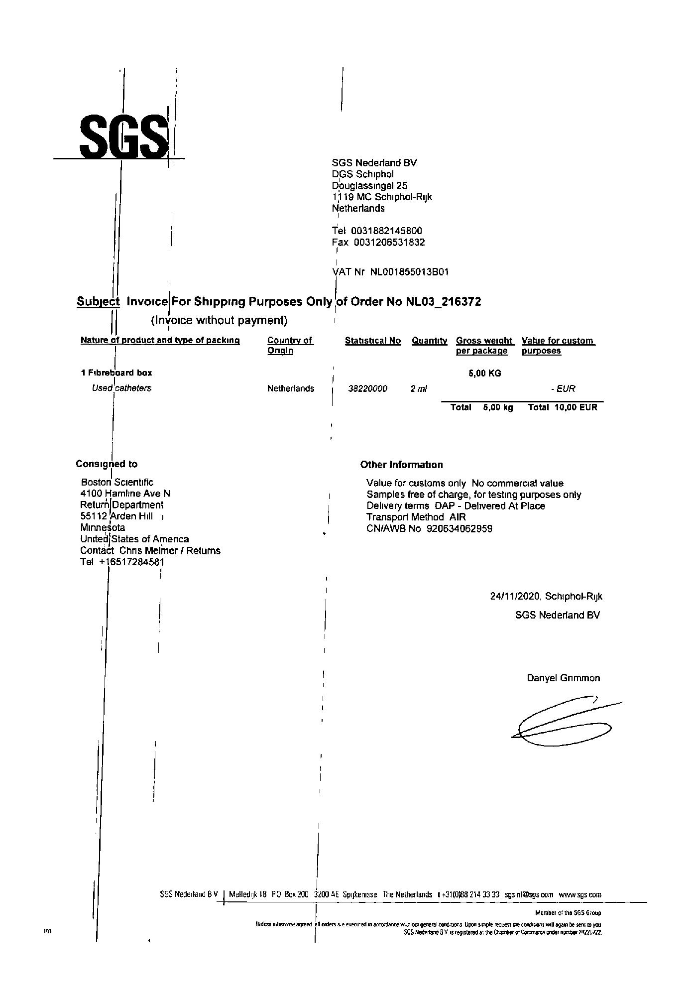 SGS
SGS Nederland BV
DGS Schiphol
Douglassingel 25
1119 MC Schiphol-Rijk
Netherlands
Tel 0031882145800
Fax 0031206531832
VAT Nr NL001855013B01
Subject Invoice For Shipping Purposes Only of Order No NL03_216372
(Invoice without payment)
Nature of product and type of packing Country of Origin Statistical No Quantity Gross weight per package Value for custom purposes
1 Fibreboard box 5,00 KG
Used catheters Netherlands 38220000 2 ml - EUR
Total 5,00 kg Total 10,00 EUR
Consigned to
Boston Scientific
4100 Hamline Ave N
Return Department
55112 Arden Hill
Minnesota
United States of America
Contact Chris Melmer / Returns
Tel +16517284581
Other Information
Value for customs only No commercial value
Samples free of charge, for testing purposes only
Delivery terms DAP - Delivered At Place
Transport Method AIR
CN/AWB No 920634062959
24/11/2020, Schiphol-Rijk
SGS Nederland BV
Danyel Grimmon
SGS Nederland B V Malledijk 18 P O Box 200 3200 AE Spijkenisse The Netherlands t +31(0)88 214 33 33 sgs nl@sgs com www sgs com
Member of the SGS Group
Unless otherwise agreed all orders are executed in accordance with our general conditions Upon simple request the conditions will again be sent to you
SGS Nederland B V is registered at the Chamber of Commerce under number 24226722
101